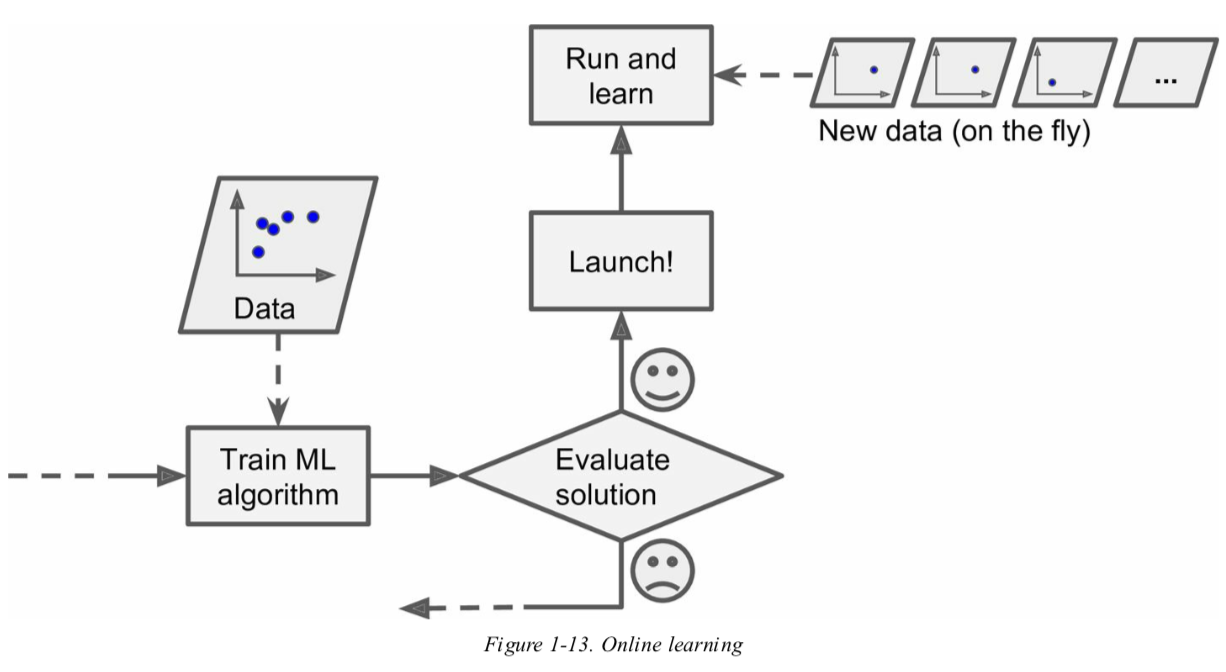 Run and
learn
...
New data (on the fly)
Launch!
Data
Train ML
algorithm
Evaluate
solution
Figure 1-13. Online learning